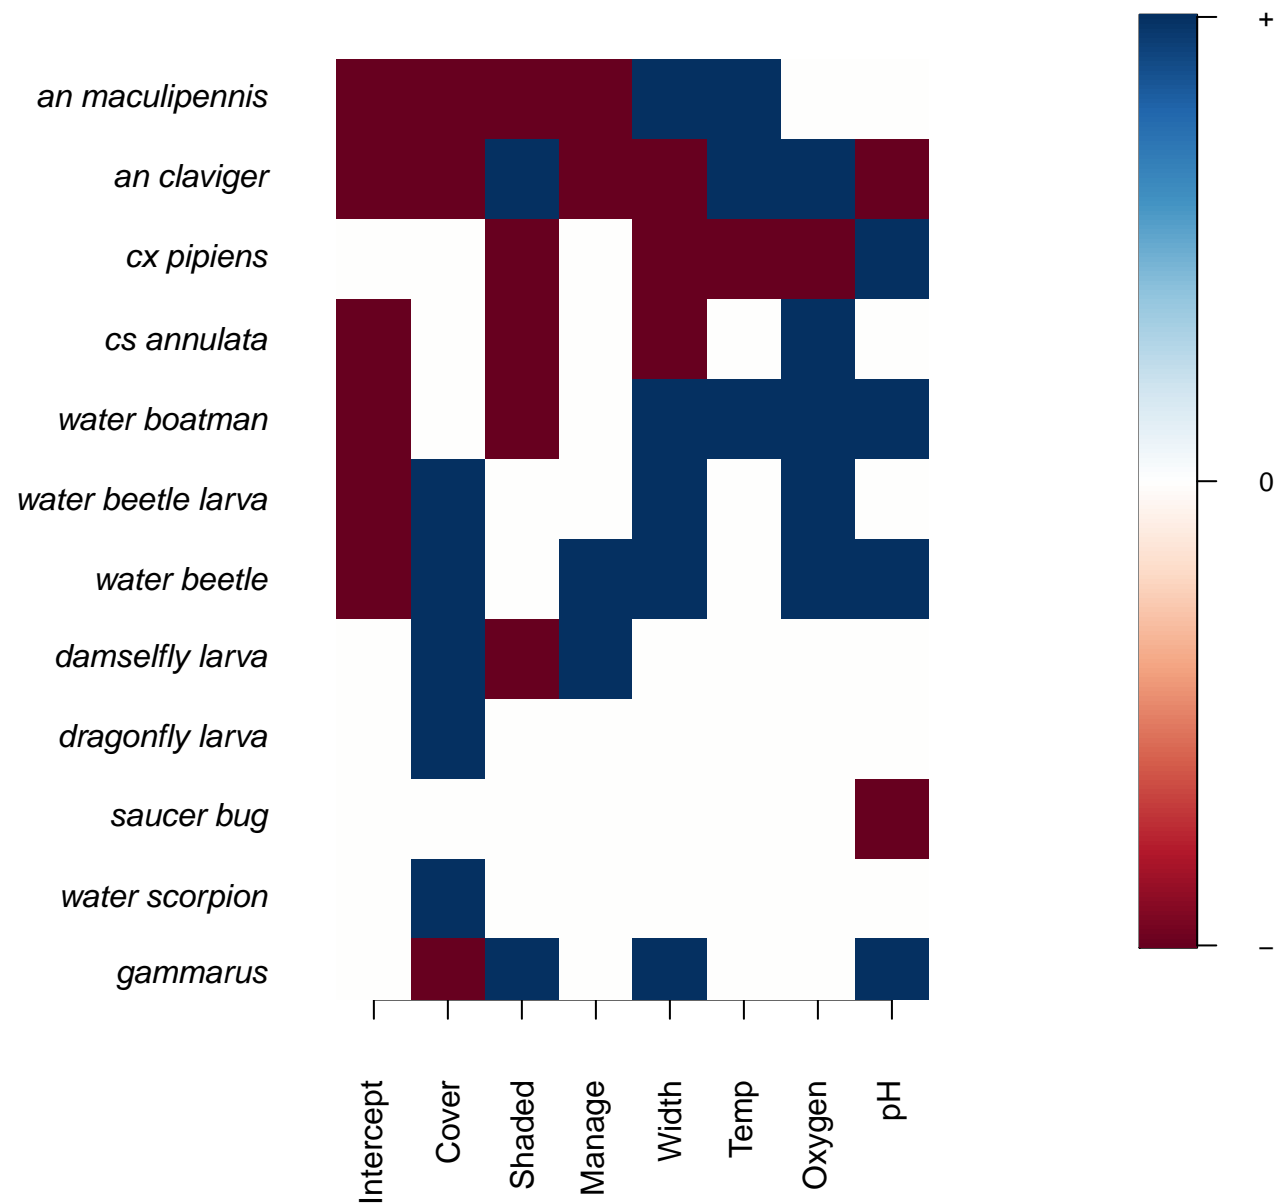 an maculipennis
an claviger
cx pipiens
cs annulata
water boatman
water beetle larva
water beetle
damselfly larva
dragonfly larva
saucer bug
water scorpion
gammarus
Intercept
Cover
Shaded
Manage
Width
Temp
Oxygen
pH
+
0
−